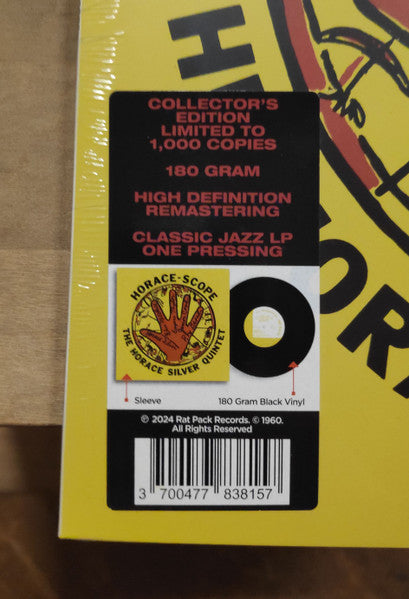 COLLECTOR'S
EDITION
LIMITED TO
1,000 COPIES
180 GRAM
HIGH DEFINITION
REMASTERING
CLASSIC JAZZ LP
ONE PRESSING
HORACE-SCOPE
THE HORACE SILVER QUINTET
Sleeve
180 Gram Black Vinyl
℗ 2024 Rat Pack Records. © 1960.
All Rights Reserved
3 700477 838157
H
ORA